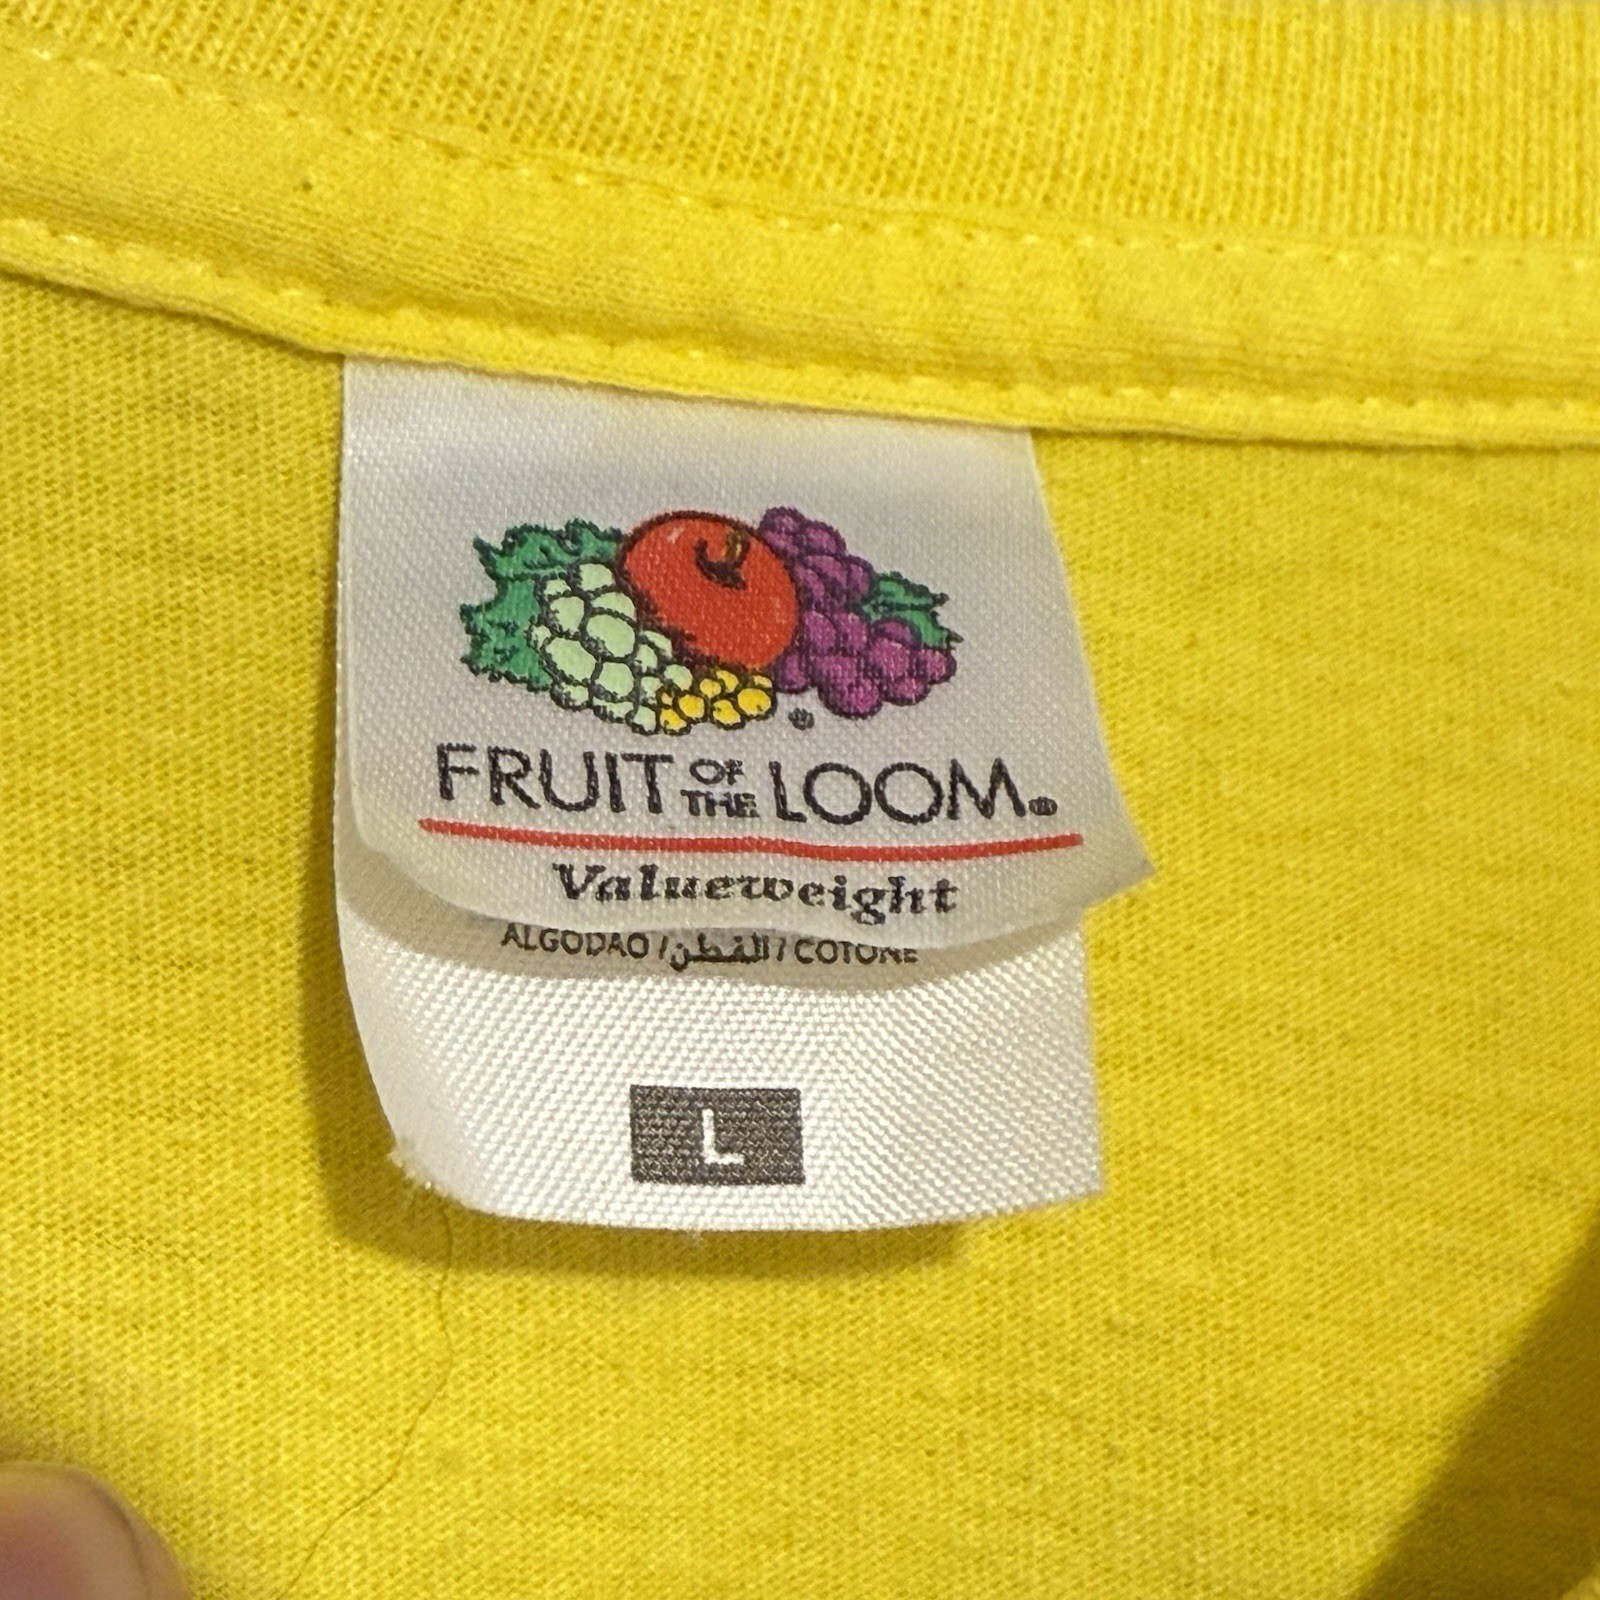 FRUIT OF THE LOOM®
Valueweight
ALGODAO / القطن / COTONE
L